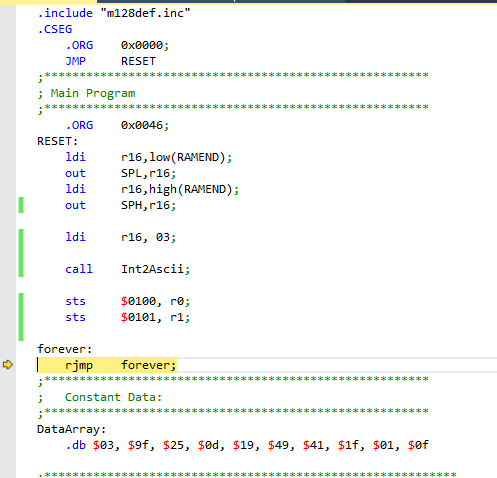 .include "m128def.inc"
.CSEG
.ORG 0x0000;
JMP RESET
;*******************************************************
; Main Program
;*******************************************************
.ORG 0x0046;
RESET:
ldi r16,low(RAMEND);
out SPL,r16;
ldi r16,high(RAMEND);
out SPH,r16;
ldi r16, 03;
call Int2Ascii;
sts $0100, r0;
sts $0101, r1;
forever:
rjmp forever;
;*******************************************************
; Constant Data:
;*******************************************************
DataArray:
.db $03, $9f, $25, $0d, $19, $49, $41, $1f, $01, $0f
;***********************************************************